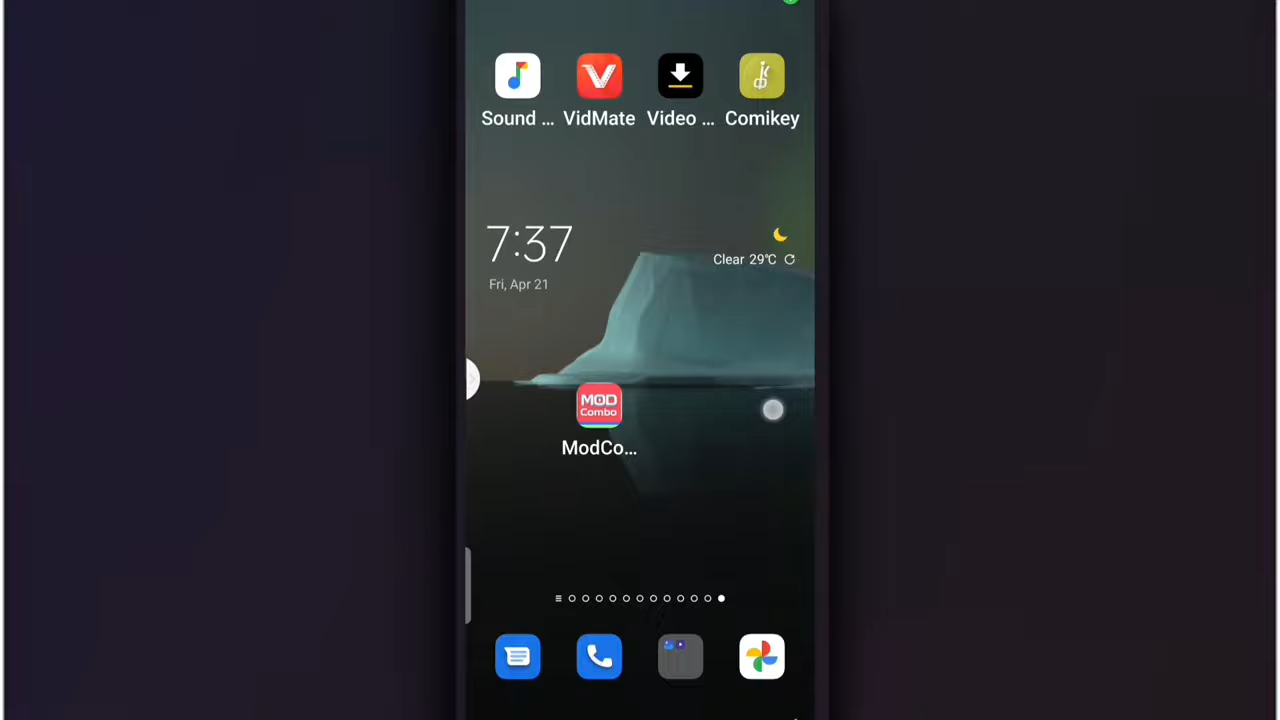 Sound ... VidMate Video ... Comikey
7:37
Clear 29°C
Fri, Apr 21
MOD
Combo
ModCo...